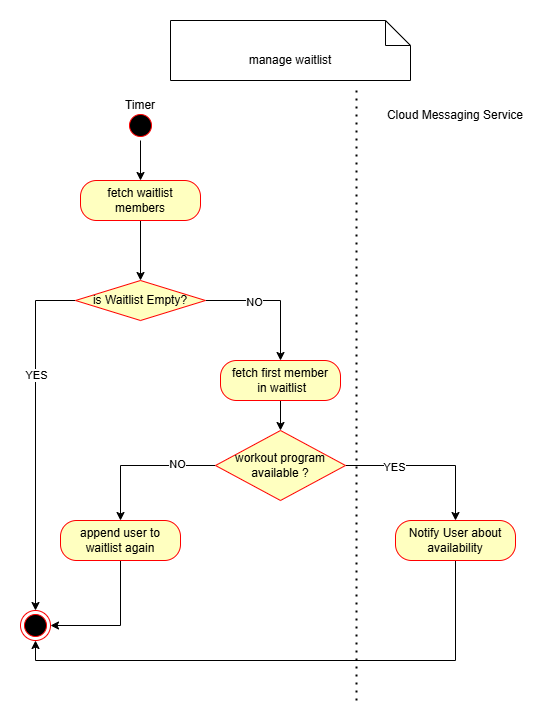 manage waitlist
Timer
Cloud Messaging Service
fetch waitlist
members
is Waitlist Empty?
NO
YES
fetch first member
in waitlist
workout program
available ?
NO
YES
append user to
waitlist again
Notify User about
availability